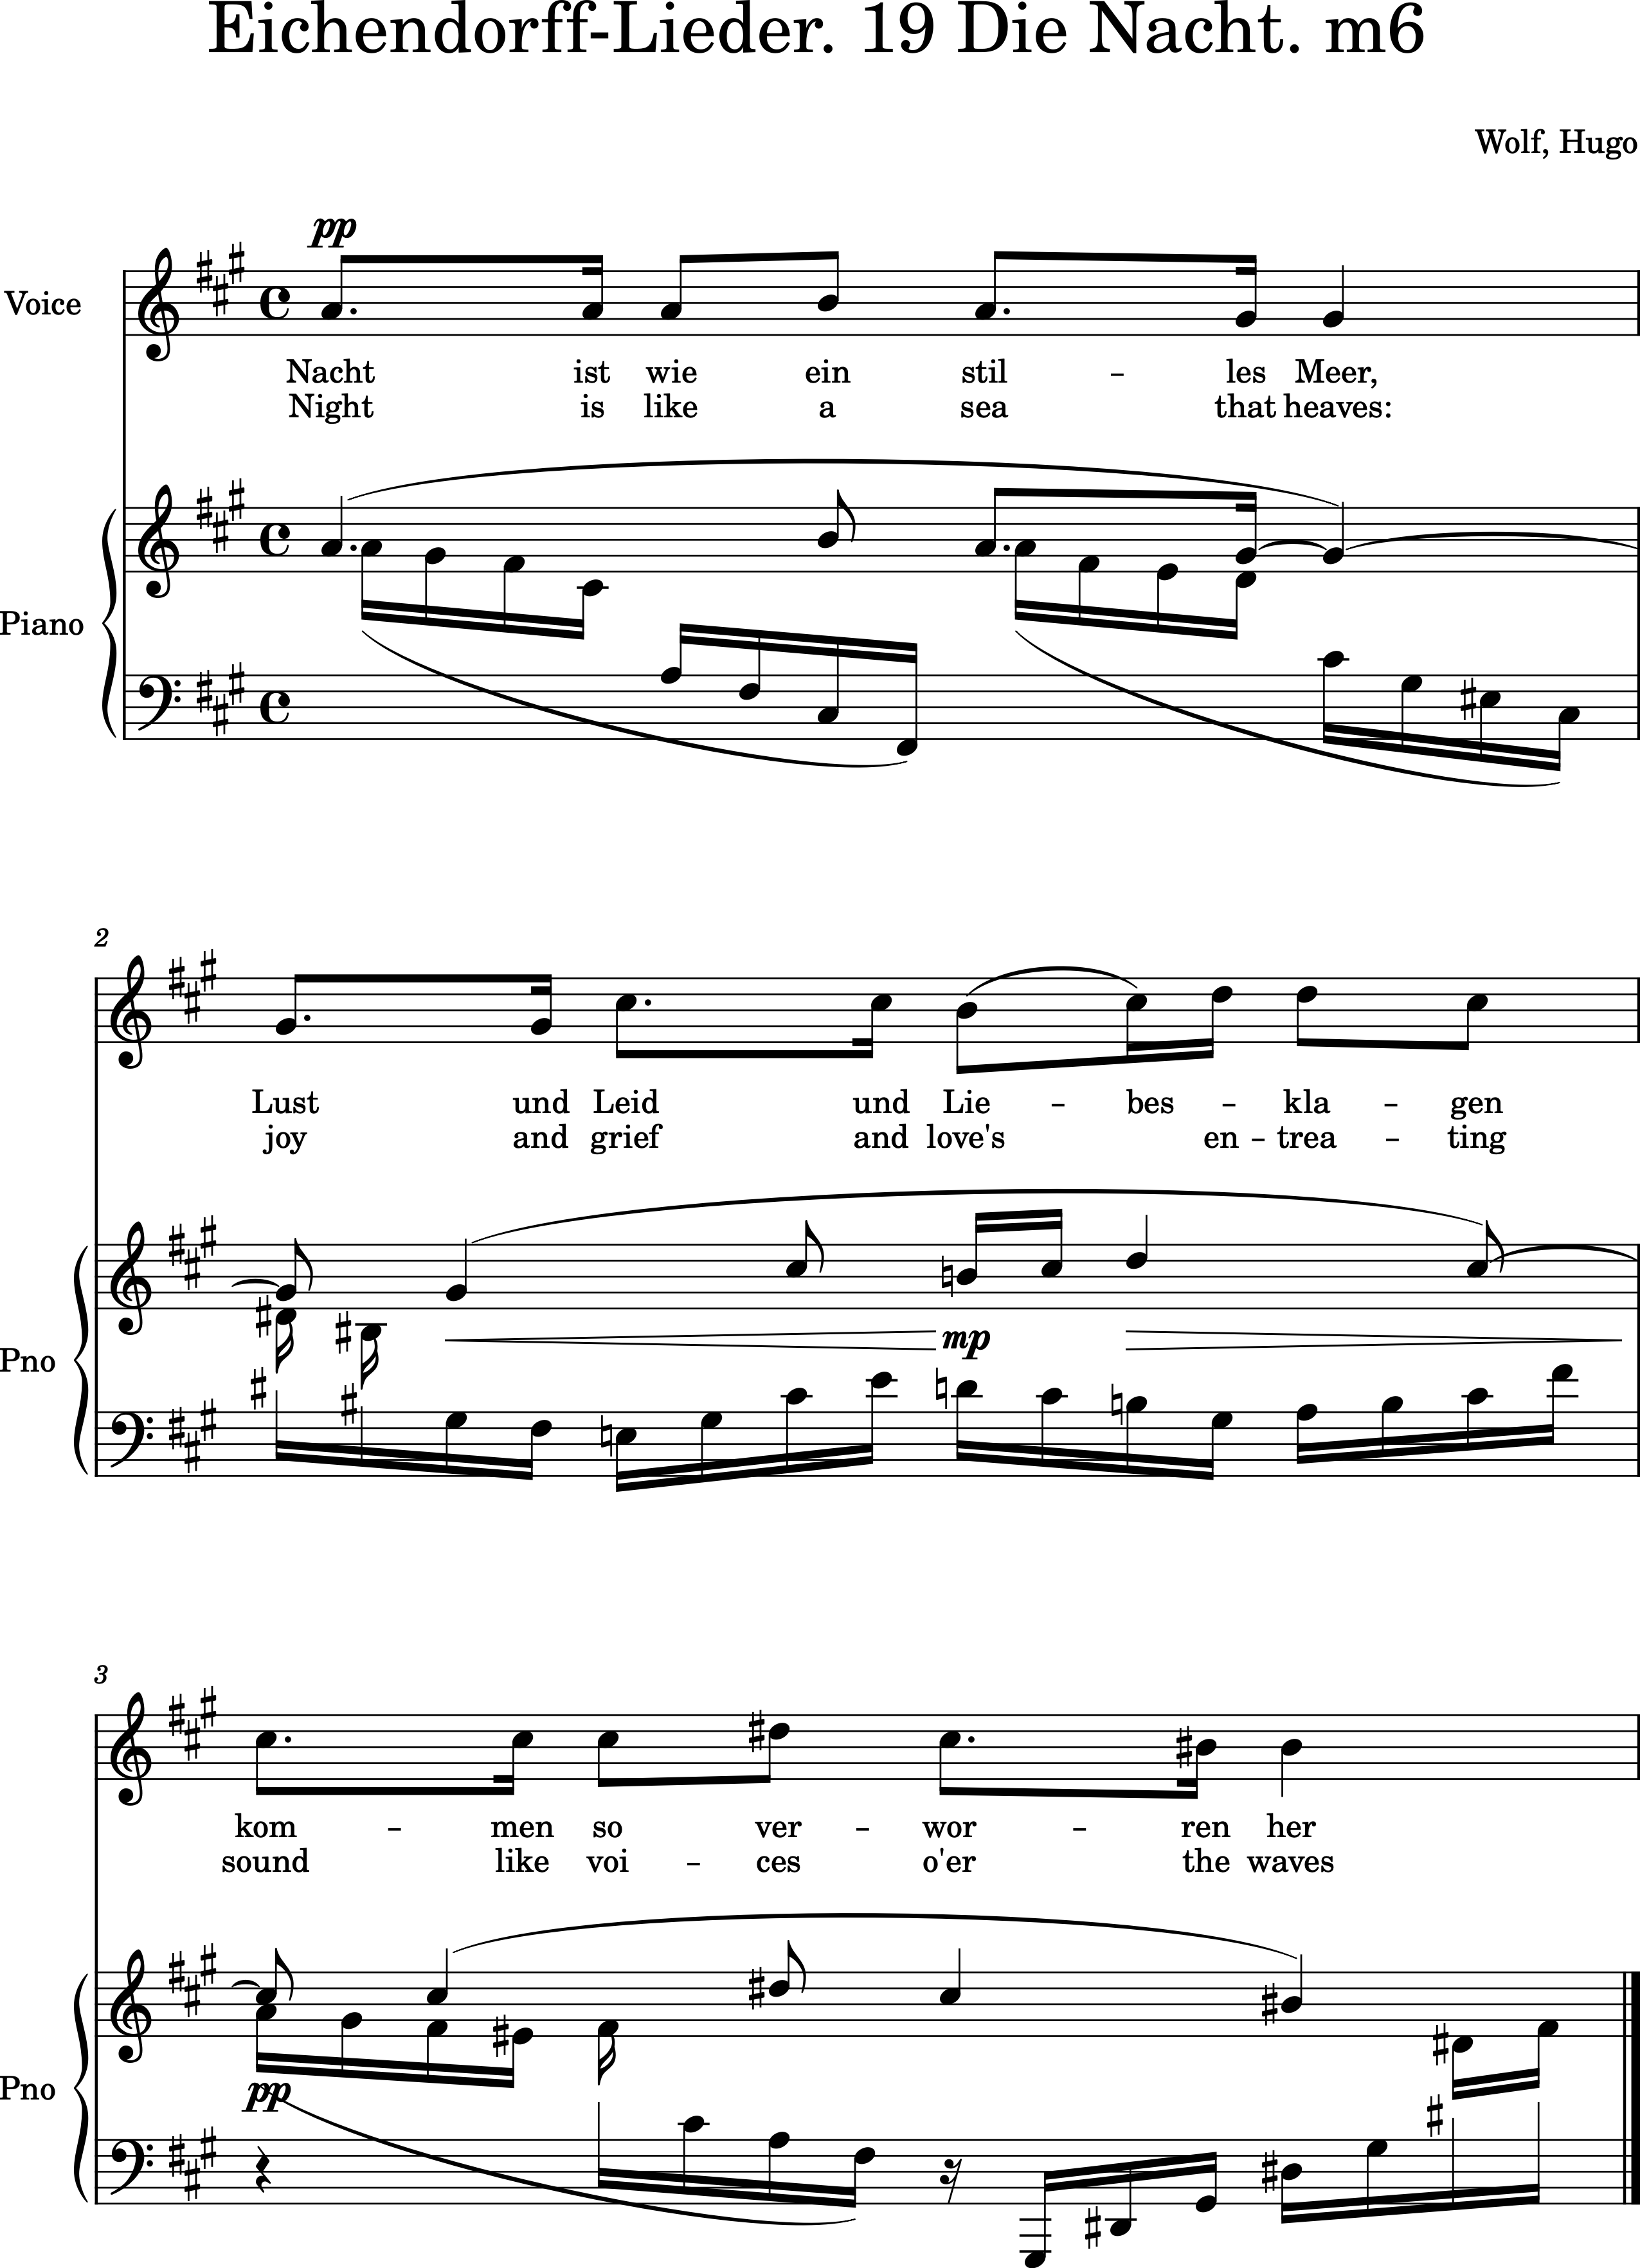 Eichendorff-Lieder. 19 Die Nacht. m6
Wolf, Hugo
pp
Voice
Nacht ist wie ein stil – les Meer,
Night is like a sea that heaves:
Piano
2
Lust und Leid und Lie – bes – kla – gen
joy and grief and love's en – trea – ting
mp
Pno
3
kom – men so ver – wor – ren her
sound like voi – ces o'er the waves
Pno
pp